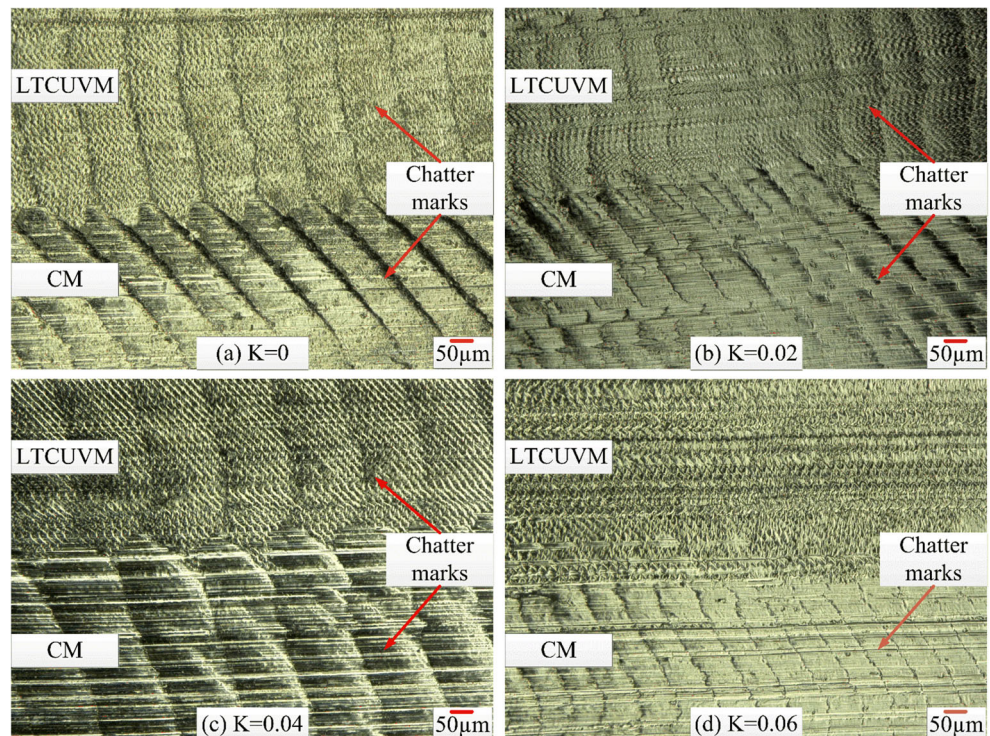 LTCUVM
Chatter
marks
CM
(a) K=0
50μm
LTCUVM
Chatter
marks
CM
(b) K=0.02
50μm
LTCUVM
Chatter
marks
CM
(c) K=0.04
50μm
LTCUVM
Chatter
marks
CM
(d) K=0.06
50μm